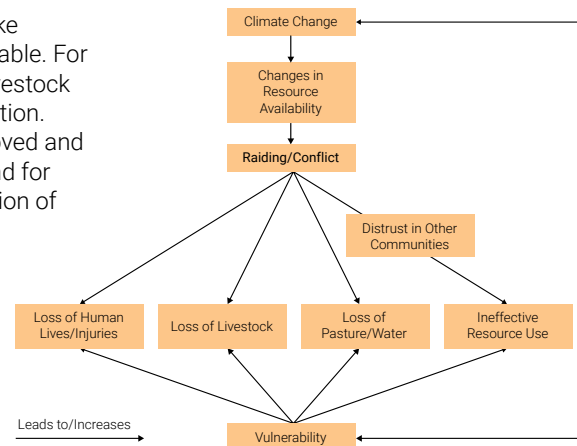 ke
able. For
estock
tion.
oved and
d for
ion of
Climate Change
Changes in
Resource
Availability
Raiding/Conflict
Distrust in Other
Communities
Loss of Human
Lives/Injuries
Loss of Livestock
Loss of
Pasture/Water
Ineffective
Resource Use
Leads to/Increases
Vulnerability